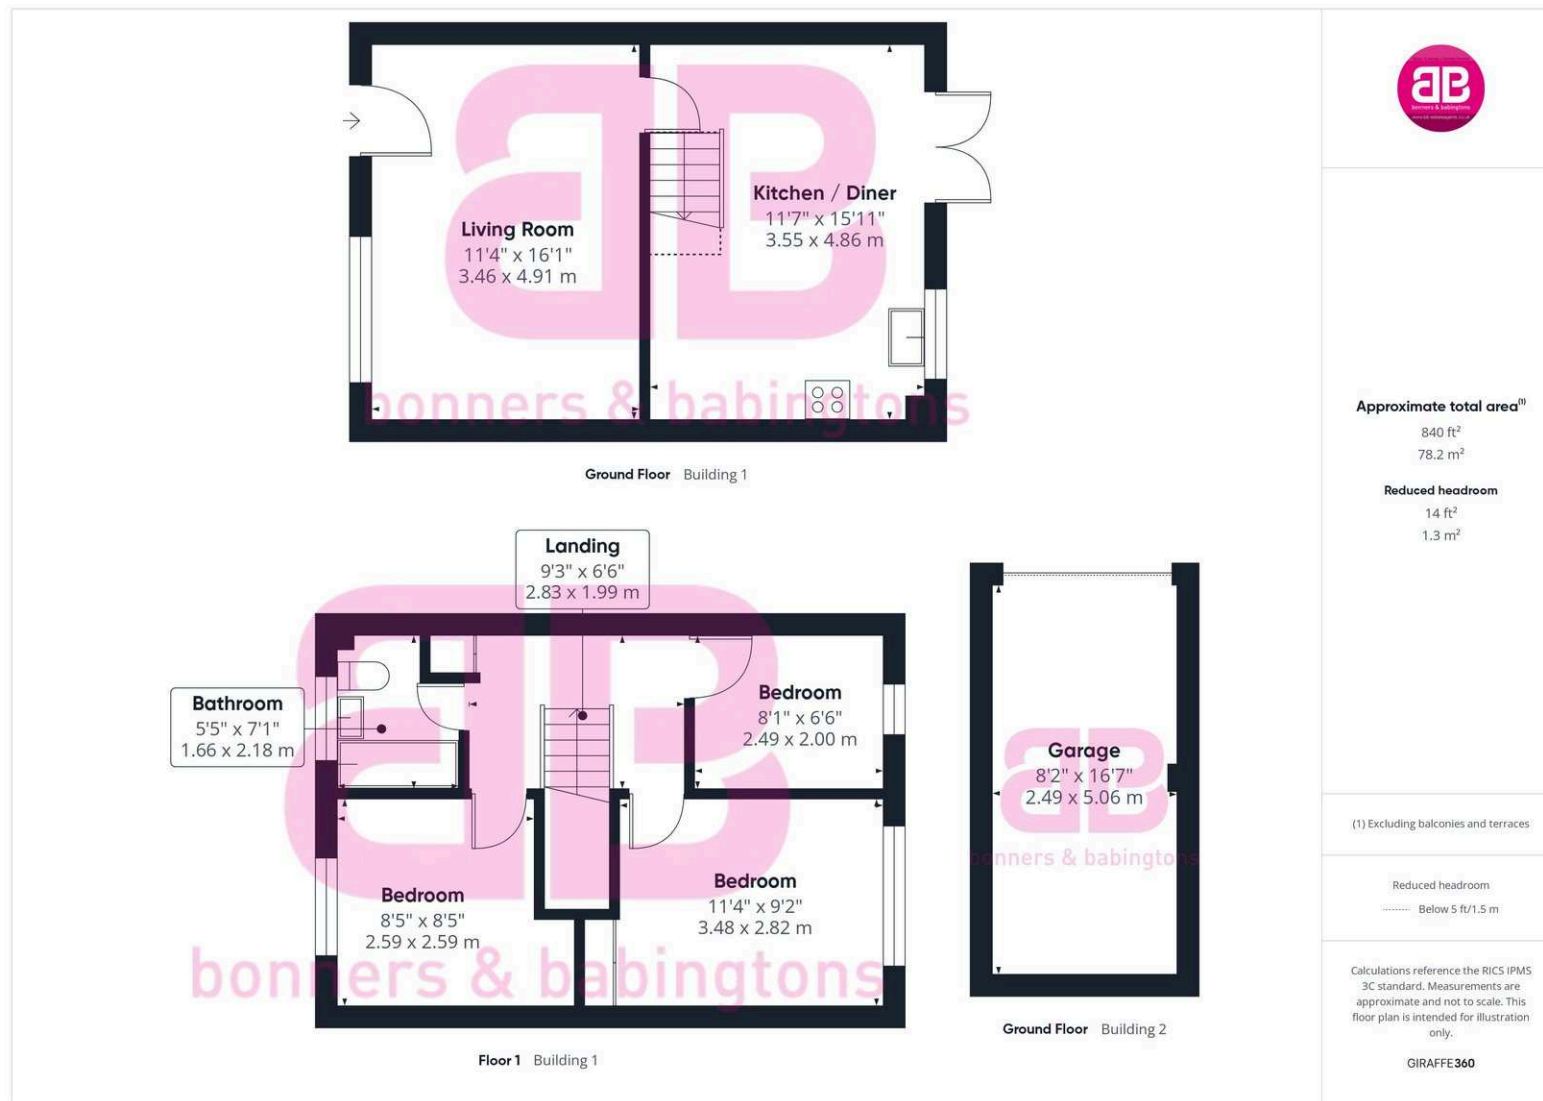 Living Room
11'4" x 16'1"
3.46 x 4.91 m
Kitchen / Diner
11'7" x 15'11"
3.55 x 4.86 m
bonners & babingtons
Ground Floor Building 1
Landing
9'3" x 6'6"
2.83 x 1.99 m
Bathroom
5'5" x 7'1"
1.66 x 2.18 m
Bedroom
8'1" x 6'6"
2.49 x 2.00 m
Bedroom
8'5" x 8'5"
2.59 x 2.59 m
Bedroom
11'4" x 9'2"
3.48 x 2.82 m
bonners & babingtons
Floor 1 Building 1
Garage
8'2" x 16'7"
2.49 x 5.06 m
bonners & babingtons
Ground Floor Building 2
bonners & babingtons
Approximate total area⁽¹⁾
840 ft²
78.2 m²
Reduced headroom
14 ft²
1.3 m²
(1) Excluding balconies and terraces
Reduced headroom
Below 5 ft/1.5 m
Calculations reference the RICS IPMS
3C standard. Measurements are
approximate and not to scale. This
floor plan is intended for illustration
only.
GIRAFFE360